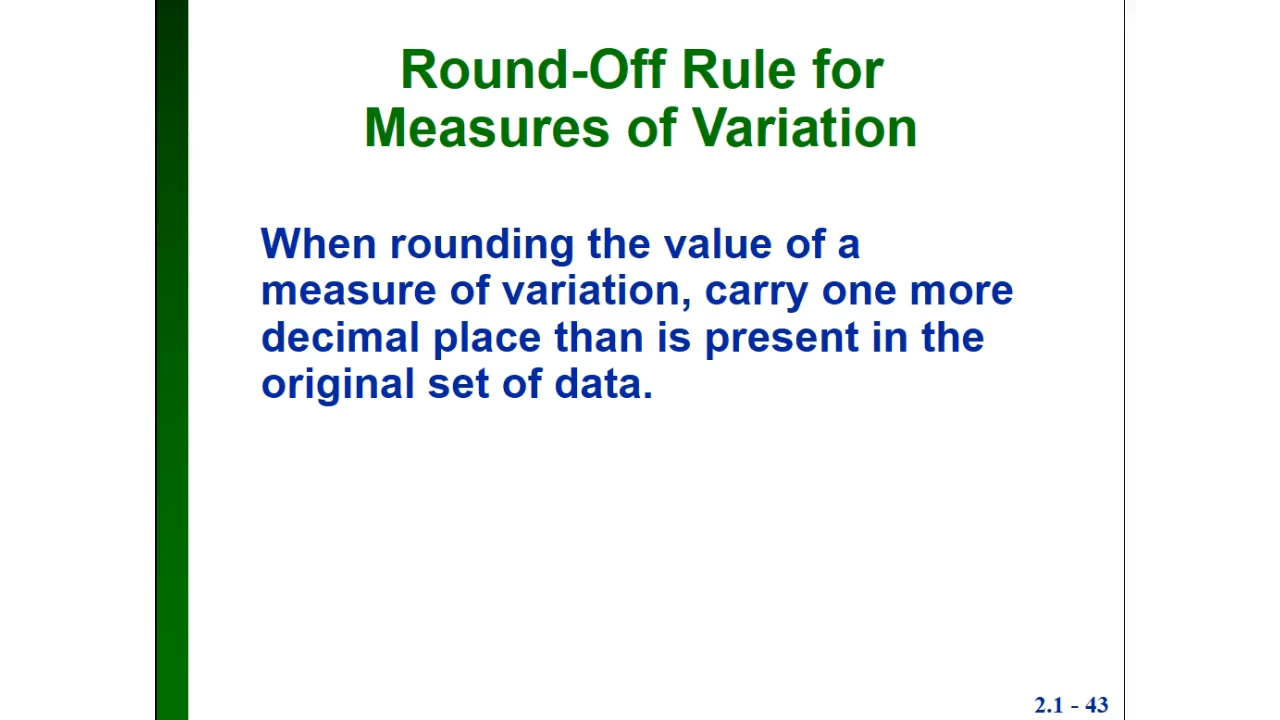 Round-Off Rule for
Measures of Variation
When rounding the value of a
measure of variation, carry one more
decimal place than is present in the
original set of data.
2.1 - 43